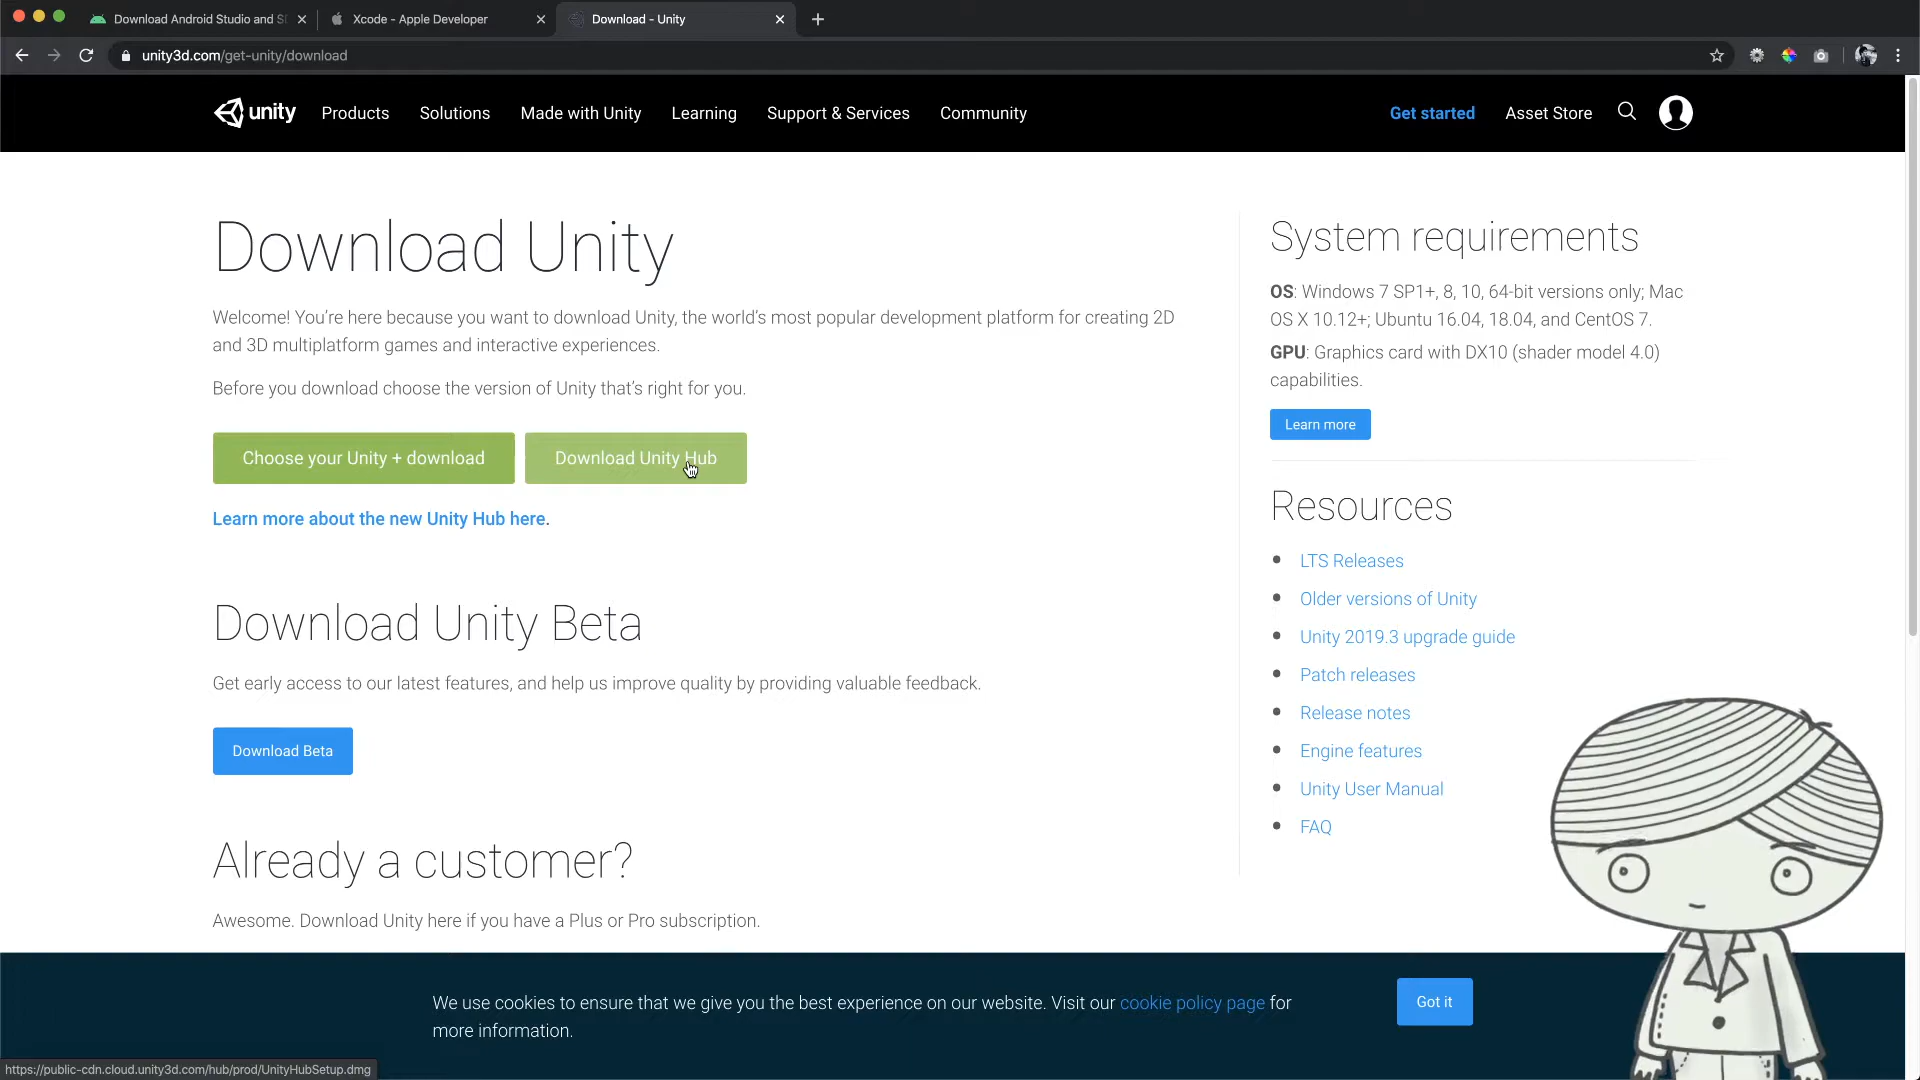 Download Android Studio and S
Xcode - Apple Developer
Download - Unity
unity3d.com/get-unity/download
unity
Products
Solutions
Made with Unity
Learning
Support & Services
Community
Get started
Asset Store
Download Unity
Welcome! You're here because you want to download Unity, the world's most popular development platform for creating 2D
and 3D multiplatform games and interactive experiences.
Before you download choose the version of Unity that's right for you.
Choose your Unity + download
Download Unity Hub
Learn more about the new Unity Hub here.
Download Unity Beta
Get early access to our latest features, and help us improve quality by providing valuable feedback.
Download Beta
Already a customer?
Awesome. Download Unity here if you have a Plus or Pro subscription.
System requirements
OS: Windows 7 SP1+, 8, 10, 64-bit versions only; Mac
OS X 10.12+; Ubuntu 16.04, 18.04, and CentOS 7.
GPU: Graphics card with DX10 (shader model 4.0)
capabilities.
Learn more
Resources
LTS Releases
Older versions of Unity
Unity 2019.3 upgrade guide
Patch releases
Release notes
Engine features
Unity User Manual
FAQ
We use cookies to ensure that we give you the best experience on our website. Visit our cookie policy page for
more information.
Got it
https://public-cdn.cloud.unity3d.com/hub/prod/UnityHubSetup.dmg